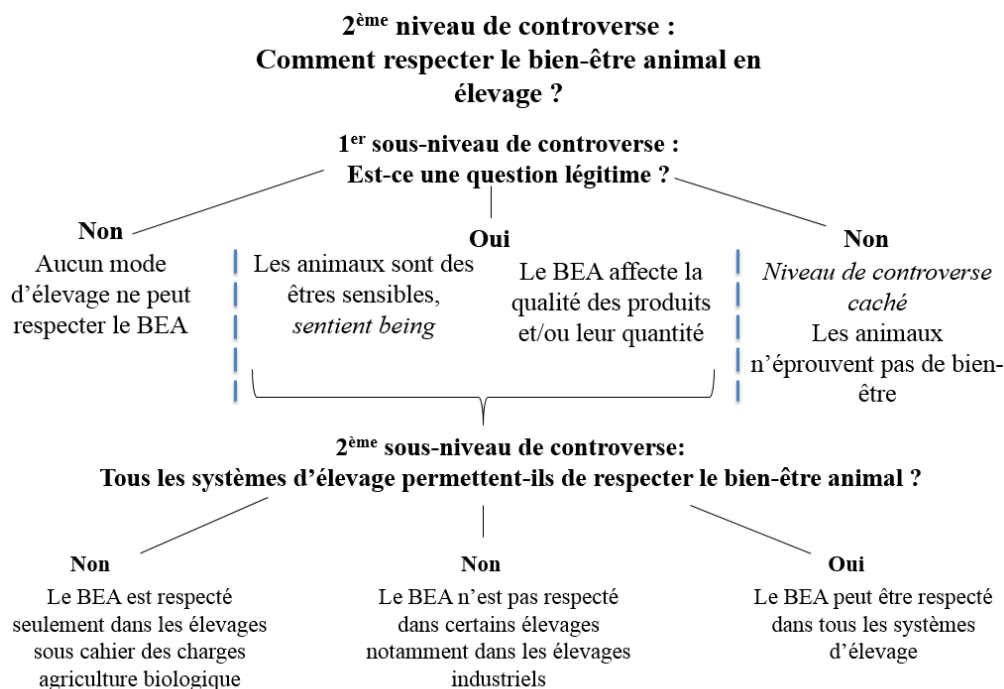 2ème niveau de controverse :
Comment respecter le bien-être animal en
élevage ?
1er sous-niveau de controverse :
Est-ce une question légitime ?
Non
Aucun mode
d’élevage ne peut
respecter le BEA
Oui
Les animaux sont des
êtres sensibles,
sentient being
Le BEA affecte la
qualité des produits
et/ou leur quantité
Non
Niveau de controverse
caché
Les animaux
n’éprouvent pas de bien-
être
2ème sous-niveau de controverse:
Tous les systèmes d’élevage permettent-ils de respecter le bien-être animal ?
Non
Le BEA est respecté
seulement dans les élevages
sous cahier des charges
agriculture biologique
Non
Le BEA n’est pas respecté
dans certains élevages
notamment dans les élevages
industriels
Oui
Le BEA peut être respecté
dans tous les systèmes
d’élevage